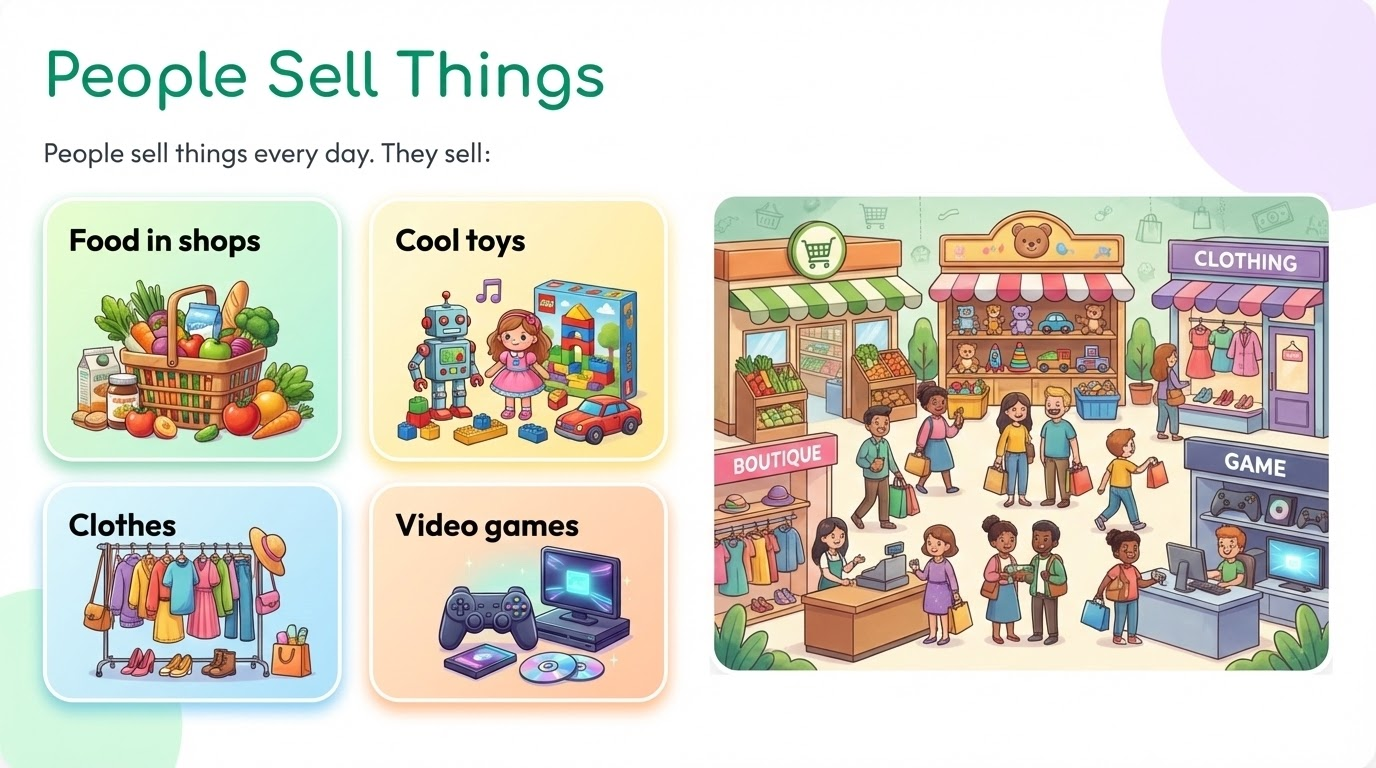 People Sell Things
People sell things every day. They sell:
Food in shops
Cool toys
Clothes
Video games
CLOTHING
BOUTIQUE
GAME